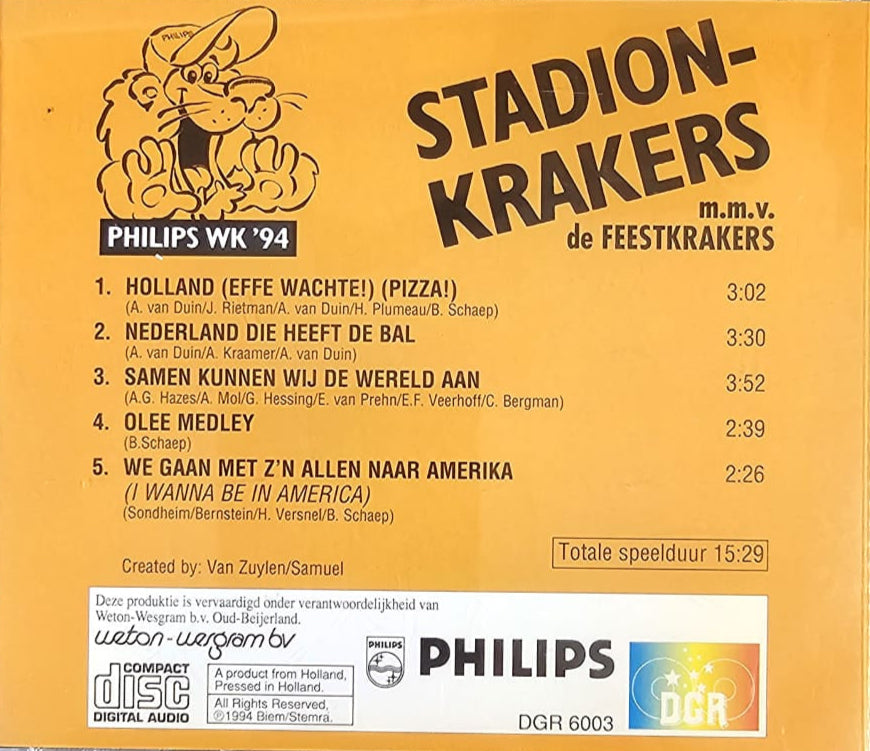 PHILIPS
STADION-
KRAKERS
m.m.v.
de FEESTKRAKERS
PHILIPS WK '94
1. HOLLAND (EFFE WACHTE!) (PIZZA!) 3:02
(A. van Duin/J. Rietman/A. van Duin/H. Plumeau/B. Schaep)
2. NEDERLAND DIE HEEFT DE BAL 3:30
(A. van Duin/A. Kraamer/A. van Duin)
3. SAMEN KUNNEN WIJ DE WERELD AAN 3:52
(A.G. Hazes/A. Mol/G. Hessing/E. van Prehn/E.F. Veerhoff/C. Bergman)
4. OLEE MEDLEY 2:39
(B.Schaep)
5. WE GAAN MET Z'N ALLEN NAAR AMERIKA 2:26
(I WANNA BE IN AMERICA)
(Sondheim/Bernstein/H. Versnel/B. Schaep)
Totale speelduur 15:29
Created by: Van Zuylen/Samuel
Deze produktie is vervaardigd onder verantwoordelijkheid van
Weton-Wesgram b.v. Oud-Beijerland.
weton-wesgram bv
COMPACT
disc
DIGITAL AUDIO
A product from Holland,
Pressed in Holland.
All Rights Reserved,
℗1994 Biem/Stemra.
PHILIPS
PHILIPS
DGR 6003
DGR